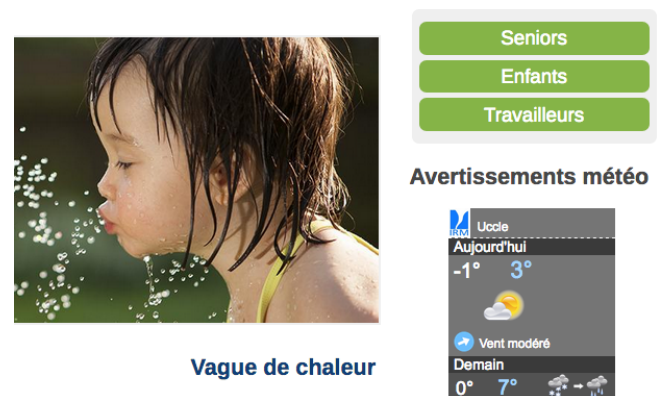 Seniors
Enfants
Travailleurs
Avertissements météo
IRM Uccle
Aujourd'hui
-1° 3°
Vent modéré
Demain
0° 7°
Vague de chaleur